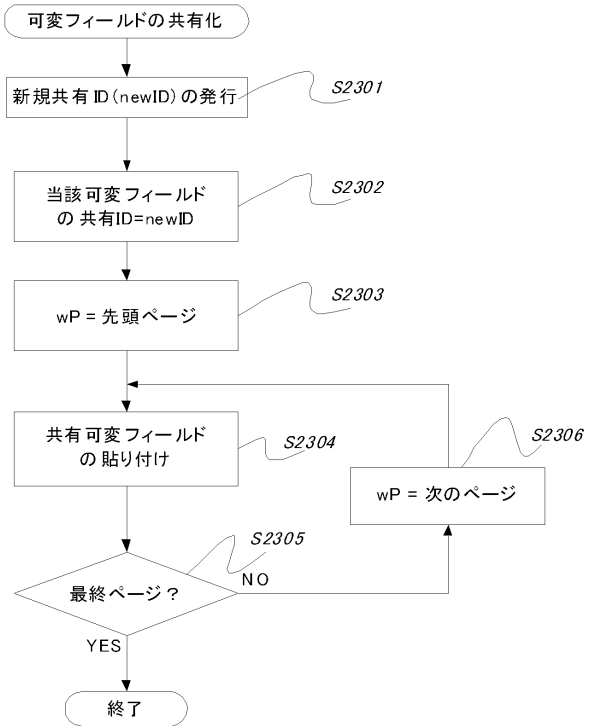 可変フィールドの共有化
新規共有ID(newID)の発行
S2301
当該可変フィールド
の共有ID=newID
S2302
wP = 先頭ページ
S2303
共有可変フィールド
の貼り付け
S2304
wP = 次のページ
S2306
最終ページ?
S2305
NO
YES
終了